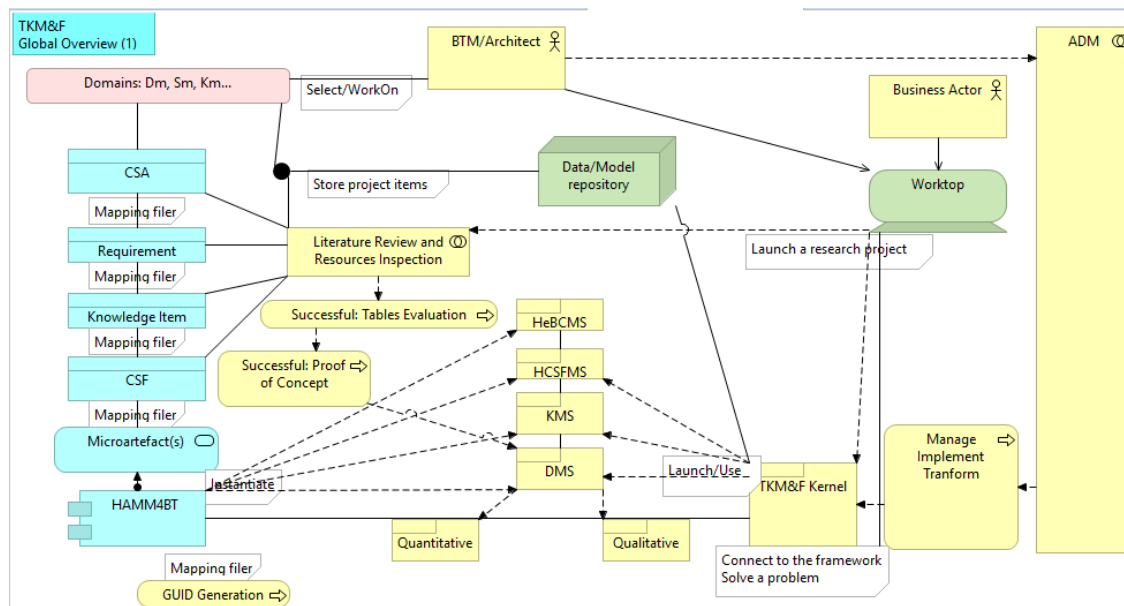 TKM&F
Global Overview (1)
BTM/Architect
ADM
Domains: Dm, Sm, Km...
Select/WorkOn
Business Actor
CSA
Store project items
Data/Model
repository
Worktop
Mapping filer
Requirement
Literature Review and
Resources Inspection
Launch a research project
Mapping filer
Knowledge Item
Successful: Tables Evaluation
HeBCMS
Mapping filer
Successful: Proof
of Concept
HCSFMS
CSF
KMS
Mapping filer
Microartefact(s)
Manage
Implement
Tranform
DMS
Launch/Use
Instantiate
TKM&F Kernel
HAMM4BT
Quantitative
Qualitative
Connect to the framework
Solve a problem
Mapping filer
GUID Generation